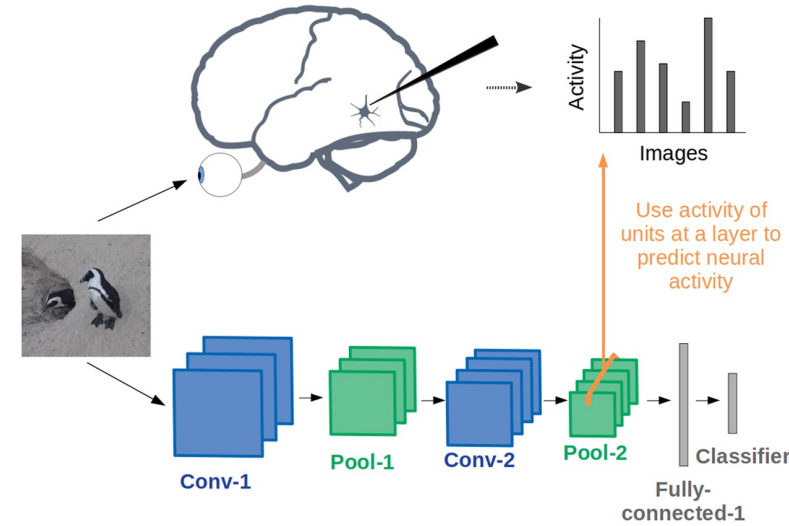 Activity
Images
Use activity of
units at a layer to
predict neural
activity
Conv-1
Pool-1
Conv-2
Pool-2
Fully-
connected-1
Classifier